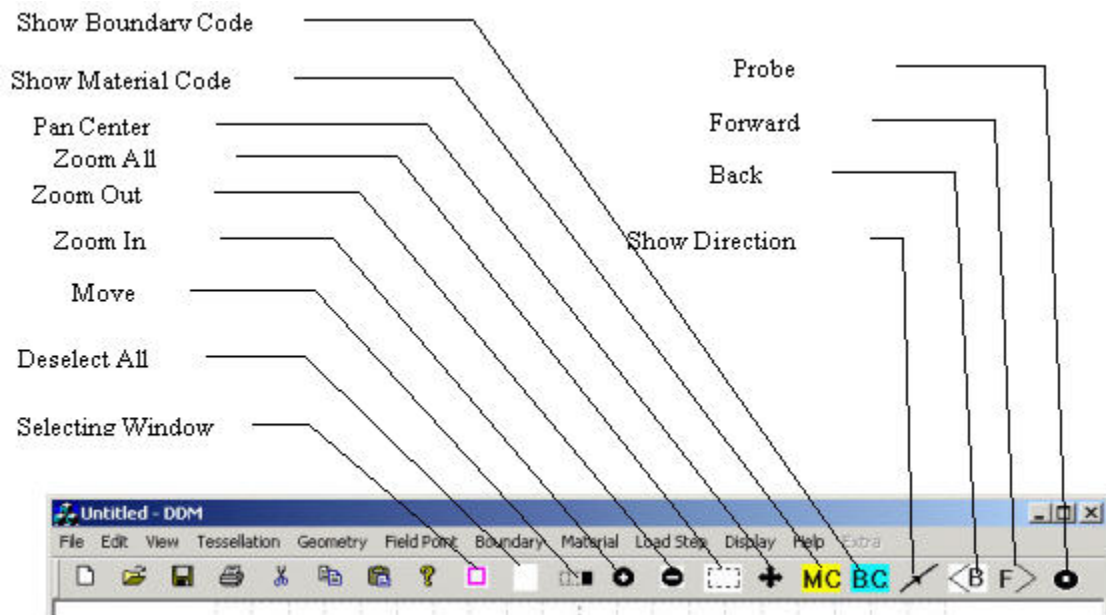 Show Boundary Code
Show Material Code
Pan Center
Zoom All
Zoom Out
Zoom In
Move
Deselect All
Selecting Window
Probe
Forward
Back
Show Direction
Untitled - DDM
File Edit View Tessellation Geometry Field Point Boundary Material Load Step Display Help Extra
MC BC <B F>